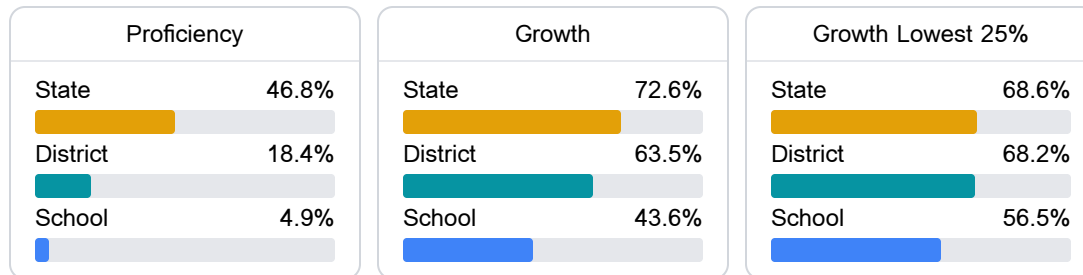 Proficiency
State 46.8%
District 18.4%
School 4.9%
Growth
State 72.6%
District 63.5%
School 43.6%
Growth Lowest 25%
State 68.6%
District 68.2%
School 56.5%